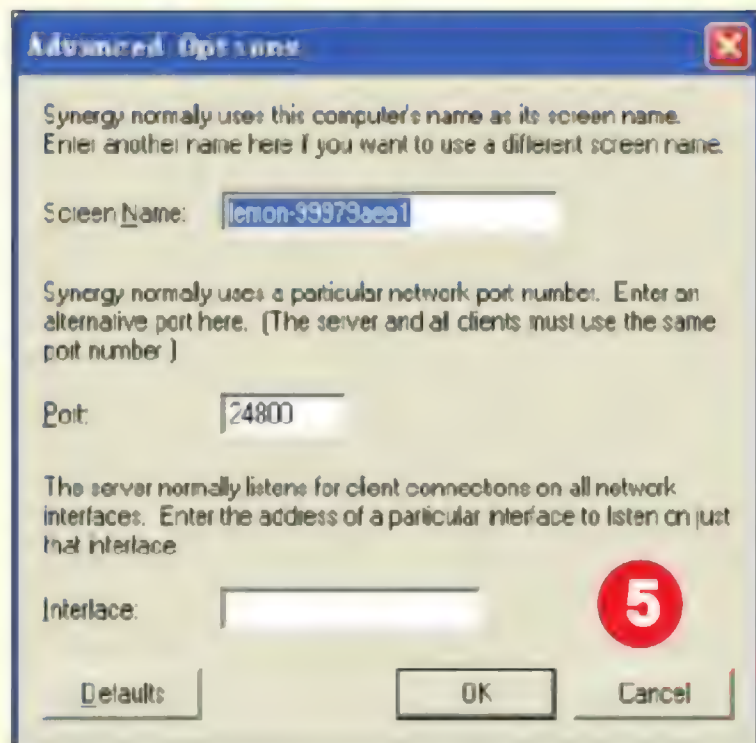 Advanced Options
Synergy normaly uses this computer's name as its screen name.
Enter another name here if you want to use a different screen name.
Screen Name: lemon-99979aea1
Synergy normaly uses a particular network port number. Enter an
alternative port here. (The server and all clients must use the same
port number.)
Port: 24800
The server normally listens for client connections on all network
interfaces. Enter the address of a particular interface to listen on just
that interface
Interface:
5
Defaults OK Cancel